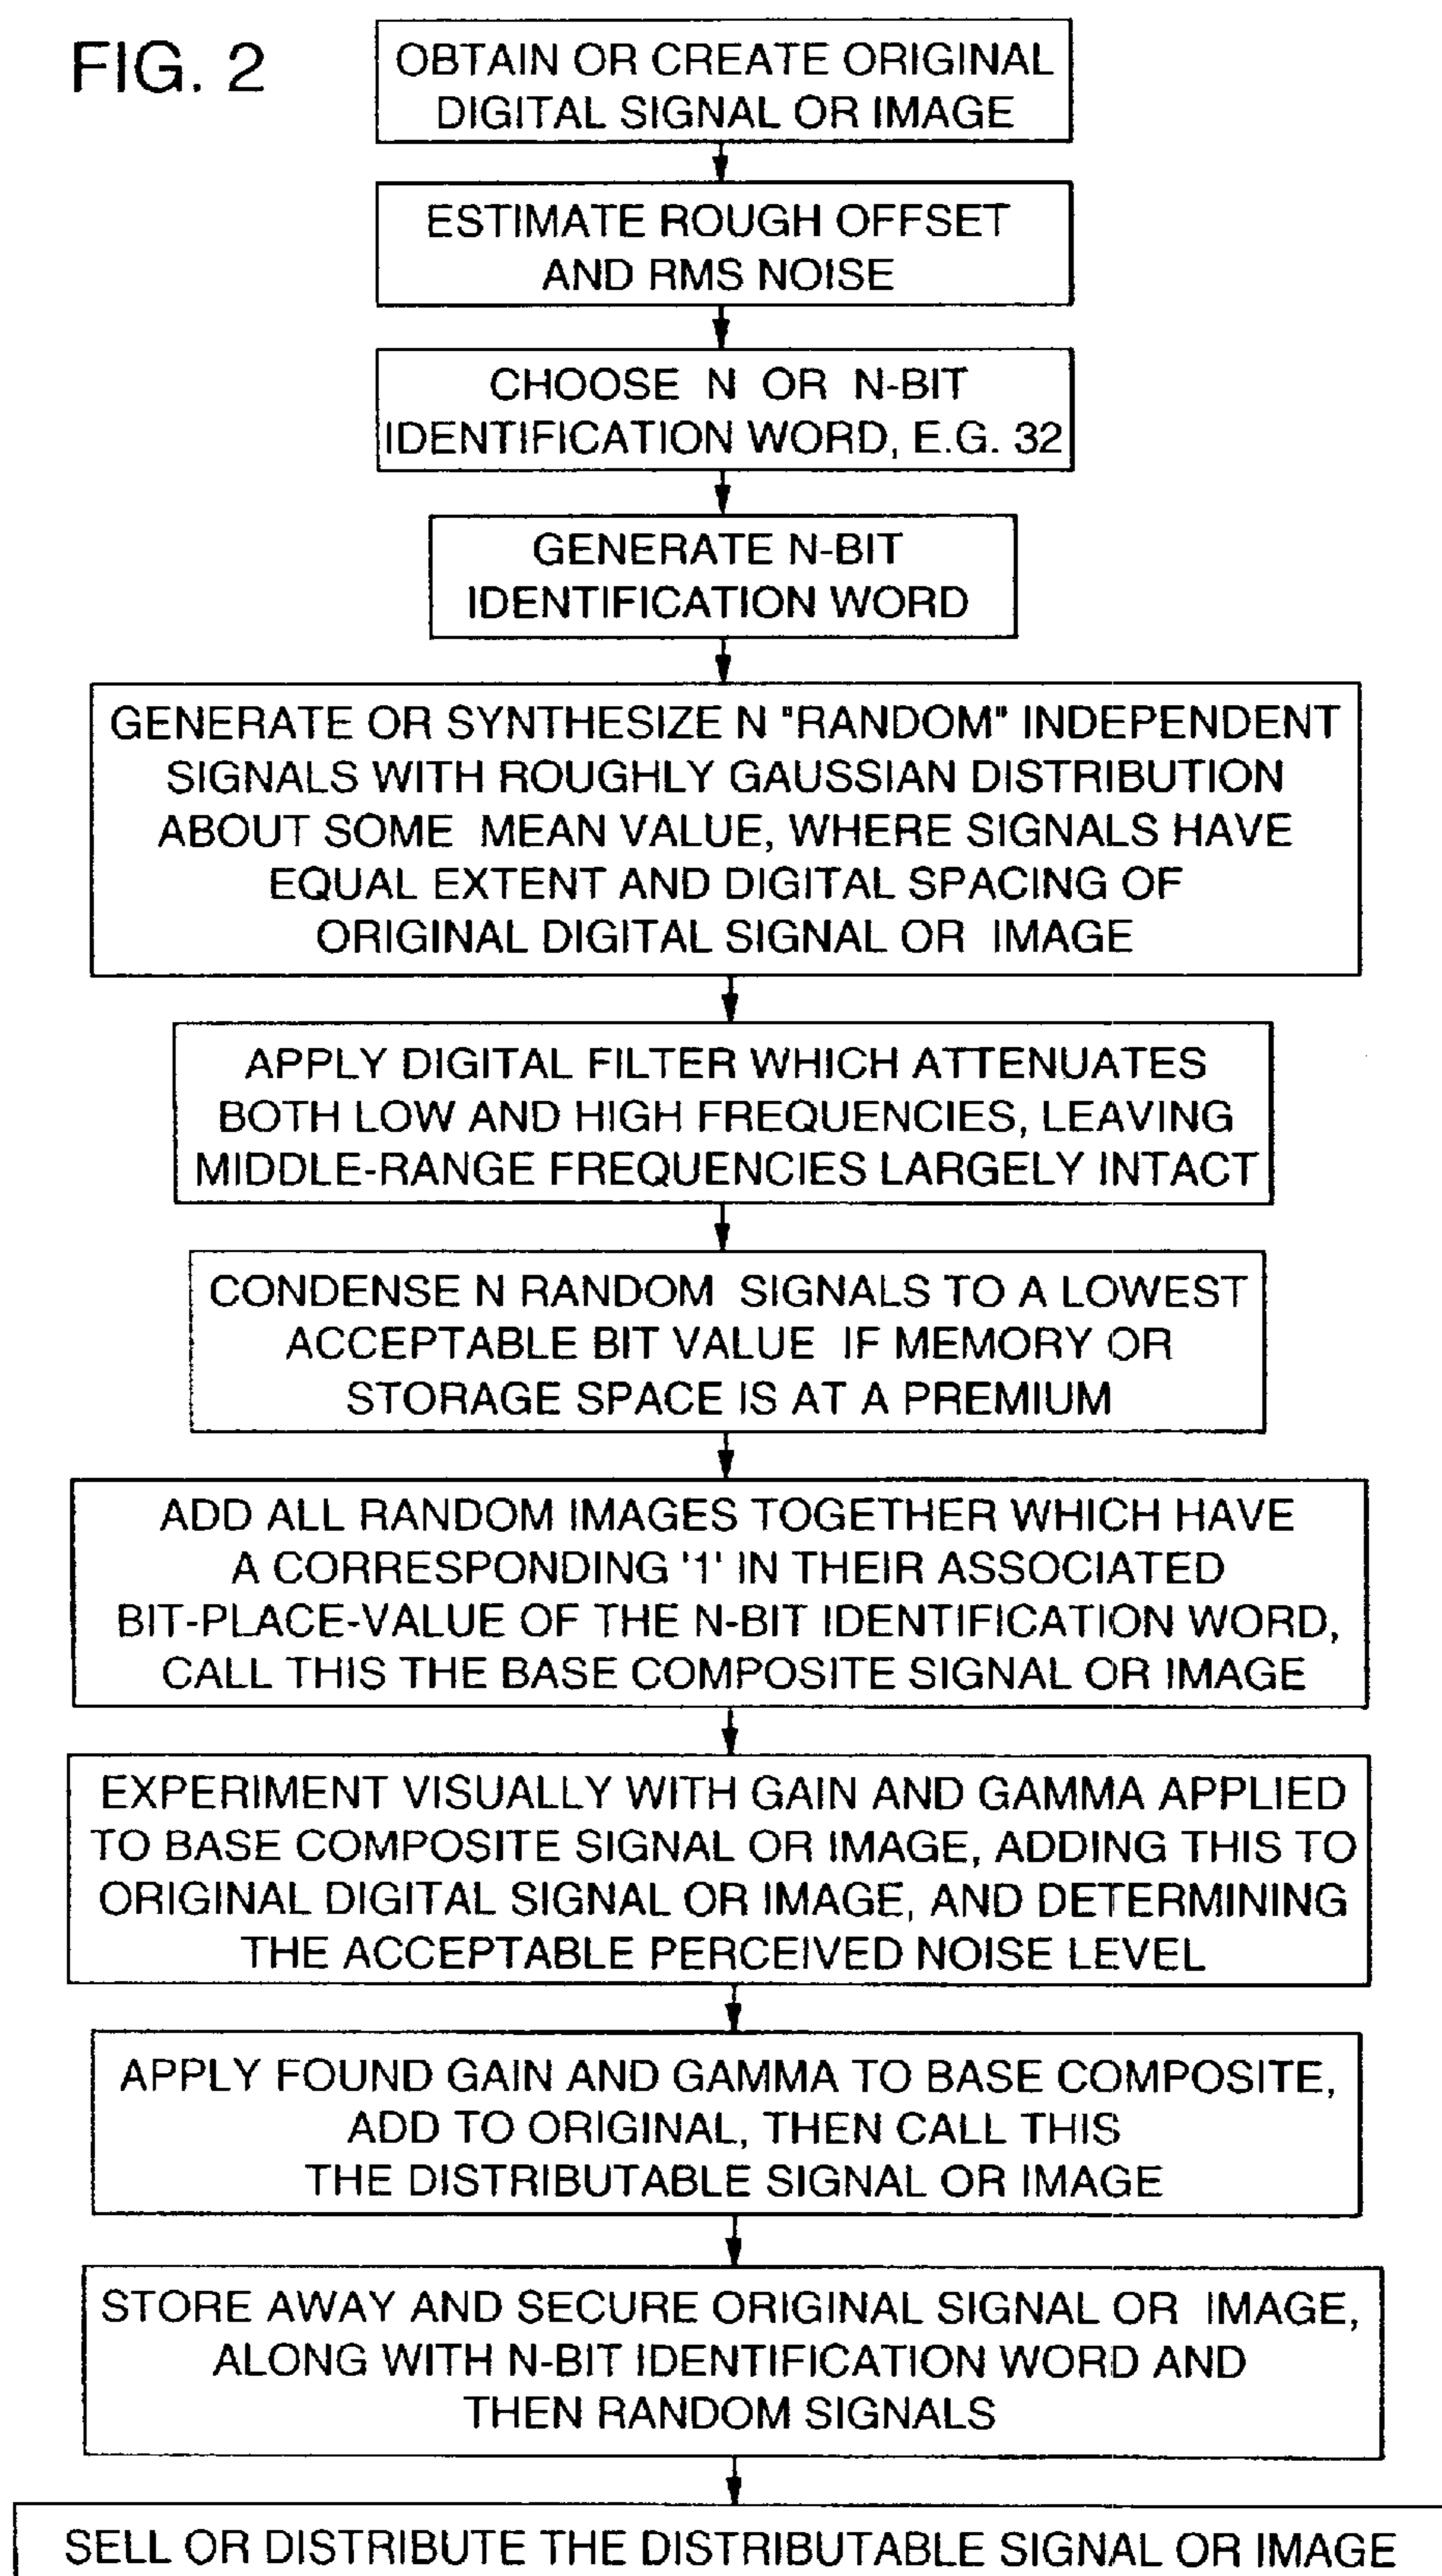 FIG. 2
OBTAIN OR CREATE ORIGINAL
DIGITAL SIGNAL OR IMAGE
ESTIMATE ROUGH OFFSET
AND RMS NOISE
CHOOSE N OR N-BIT
IDENTIFICATION WORD, E.G. 32
GENERATE N-BIT
IDENTIFICATION WORD
GENERATE OR SYNTHESIZE N "RANDOM" INDEPENDENT
SIGNALS WITH ROUGHLY GAUSSIAN DISTRIBUTION
ABOUT SOME MEAN VALUE, WHERE SIGNALS HAVE
EQUAL EXTENT AND DIGITAL SPACING OF
ORIGINAL DIGITAL SIGNAL OR IMAGE
APPLY DIGITAL FILTER WHICH ATTENUATES
BOTH LOW AND HIGH FREQUENCIES, LEAVING
MIDDLE-RANGE FREQUENCIES LARGELY INTACT
CONDENSE N RANDOM SIGNALS TO A LOWEST
ACCEPTABLE BIT VALUE IF MEMORY OR
STORAGE SPACE IS AT A PREMIUM
ADD ALL RANDOM IMAGES TOGETHER WHICH HAVE
A CORRESPONDING '1' IN THEIR ASSOCIATED
BIT-PLACE-VALUE OF THE N-BIT IDENTIFICATION WORD,
CALL THIS THE BASE COMPOSITE SIGNAL OR IMAGE
EXPERIMENT VISUALLY WITH GAIN AND GAMMA APPLIED
TO BASE COMPOSITE SIGNAL OR IMAGE, ADDING THIS TO
ORIGINAL DIGITAL SIGNAL OR IMAGE, AND DETERMINING
THE ACCEPTABLE PERCEIVED NOISE LEVEL
APPLY FOUND GAIN AND GAMMA TO BASE COMPOSITE,
ADD TO ORIGINAL, THEN CALL THIS
THE DISTRIBUTABLE SIGNAL OR IMAGE
STORE AWAY AND SECURE ORIGINAL SIGNAL OR IMAGE,
ALONG WITH N-BIT IDENTIFICATION WORD AND
THEN RANDOM SIGNALS
SELL OR DISTRIBUTE THE DISTRIBUTABLE SIGNAL OR IMAGE